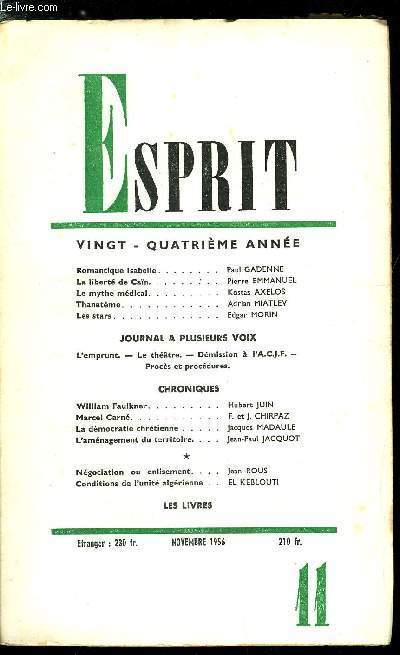 Le-livre.com
ESPRIT
VINGT - QUATRIÈME ANNÉE
Romantique Isabelle . . . . . . . . Paul GADENNE
La liberté de Caïn. . . . . . . . Pierre EMMANUEL
Le mythe médical . . . . . . . . . Kostas AXELOS
Thanatème . . . . . . . . . . . . Adrian MIATLEV
Les stars . . . . . . . . . . . . . Edgar MORIN
JOURNAL A PLUSIEURS VOIX
L'emprunt. — Le théâtre. — Démission à l'A.C.J.F. —
Procès et procédures.
CHRONIQUES
William Faulkner. . . . . . . . . . Hubert JUIN
Marcel Carné . . . . . . . . . . . F. et J. CHIRPAZ
La démocratie chrétienne . . . . . Jacques MADAULE
L'aménagement du territoire. . . . Jean-Paul JACQUOT
★
Négociation ou enlisement. . . . Jean ROUS
Conditions de l'unité algérienne . . EL KEBLOUTI
LES LIVRES
Etranger : 230 fr. NOVEMBRE 1956 210 fr.
11